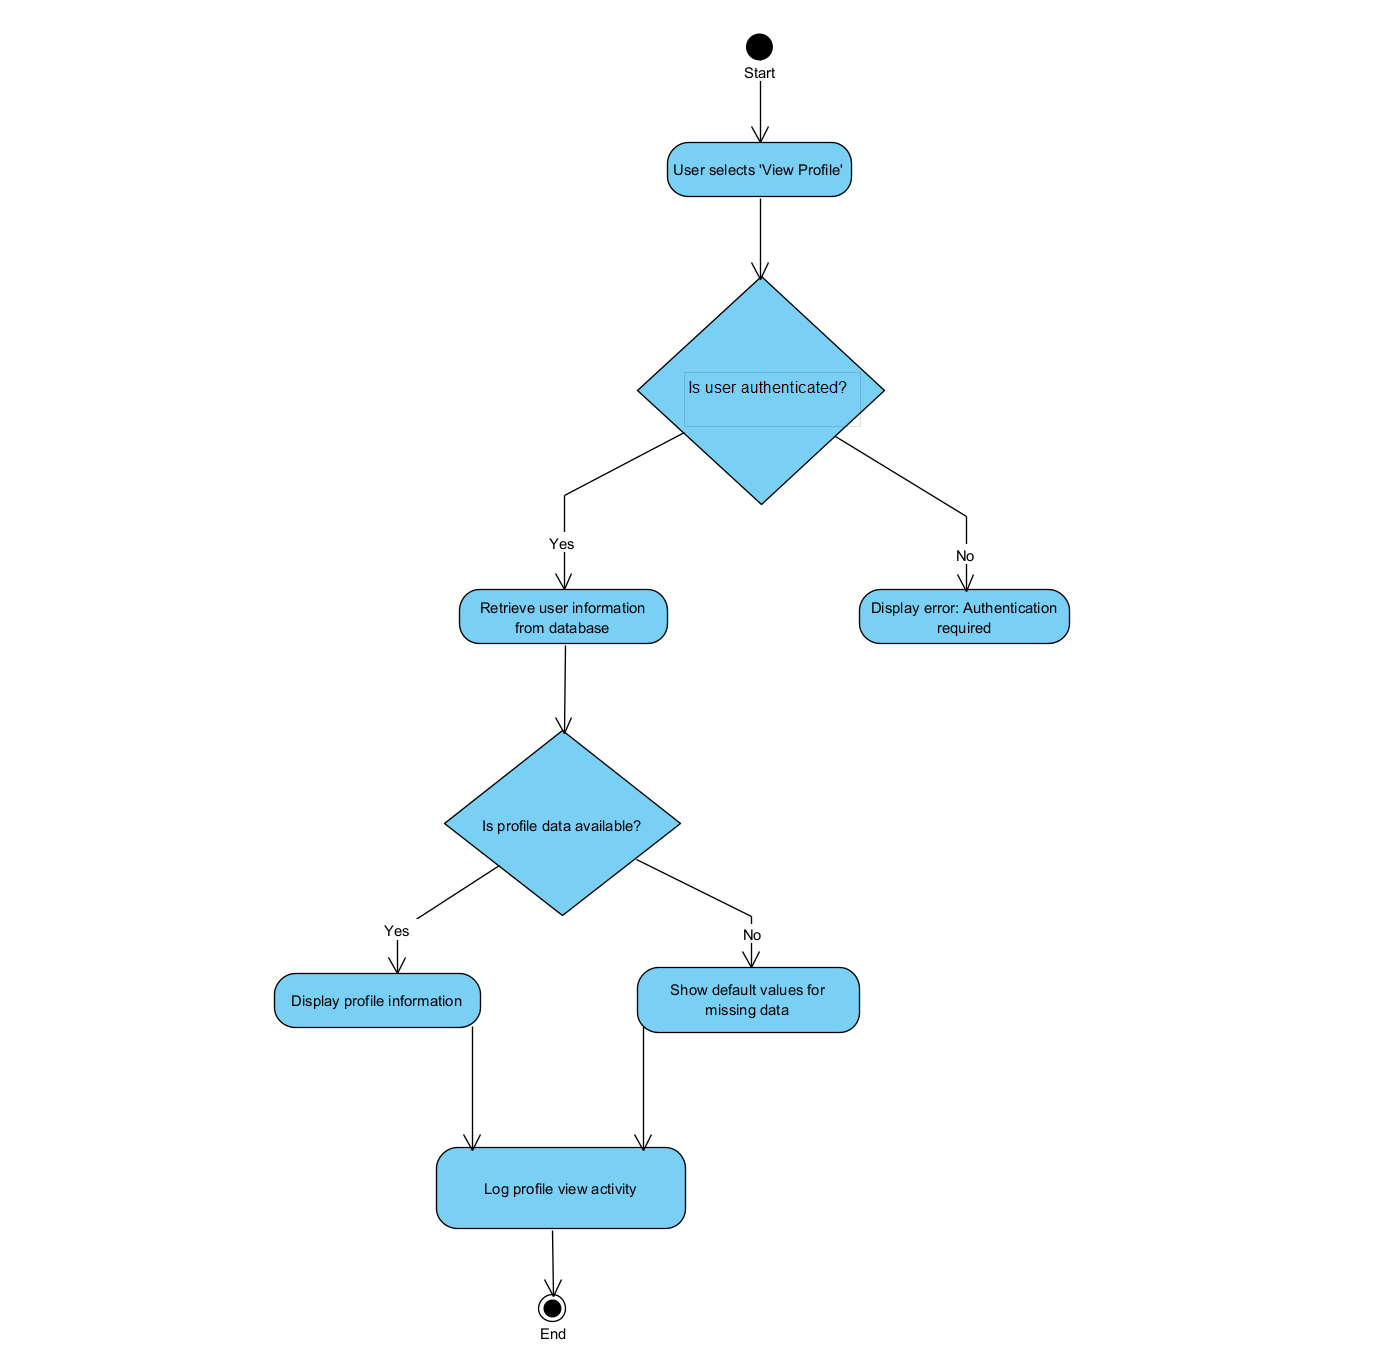 Start
User selects 'View Profile'
Is user authenticated?
Yes
No
Retrieve user information
from database
Display error: Authentication
required
Is profile data available?
Yes
No
Display profile information
Show default values for
missing data
Log profile view activity
End